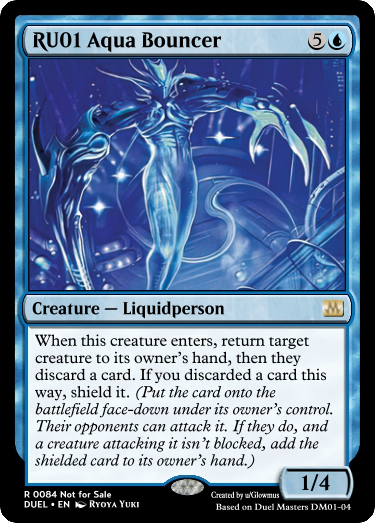 RU01 Aqua Bouncer 5
Creature — Liquidperson
When this creature enters, return target
creature to its owner's hand, then they
discard a card. If you discarded a card this
way, shield it. (Put the card onto the
battlefield face-down under its owner's control.
Their opponents can attack it. If they do, and
a creature attacking it isn't blocked, add the
shielded card to its owner's hand.)
1/4
R 0084 Not for Sale
DUEL • EN Ryoya Yuki
Created by u/Glowmus
Based on Duel Masters DM01-04